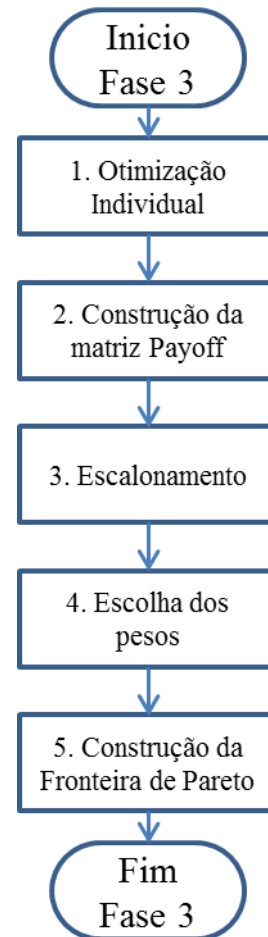 Inicio
Fase 3
1. Otimização
Individual
2. Construção da
matriz Payoff
3. Escalonamento
4. Escolha dos
pesos
5. Construção da
Fronteira de Pareto
Fim
Fase 3